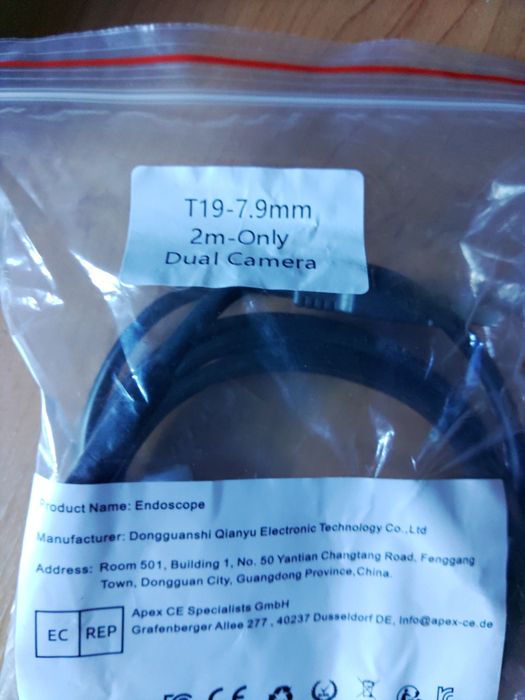 T19-7.9mm
2m-Only
Dual Camera
Product Name: Endoscope
Manufacturer: Dongguanshi Qianyu Electronic Technology Co.,Ltd
Address: Room 501, Building 1, No. 50 Yantian Changtang Road, Fenggang
Town, Dongguan City, Guangdong Province,China.
EC REP
Apex CE Specialists GmbH
Grafenberger Allee 277 , 40237 Dusseldorf DE, Info@apex-ce.de
FC CE